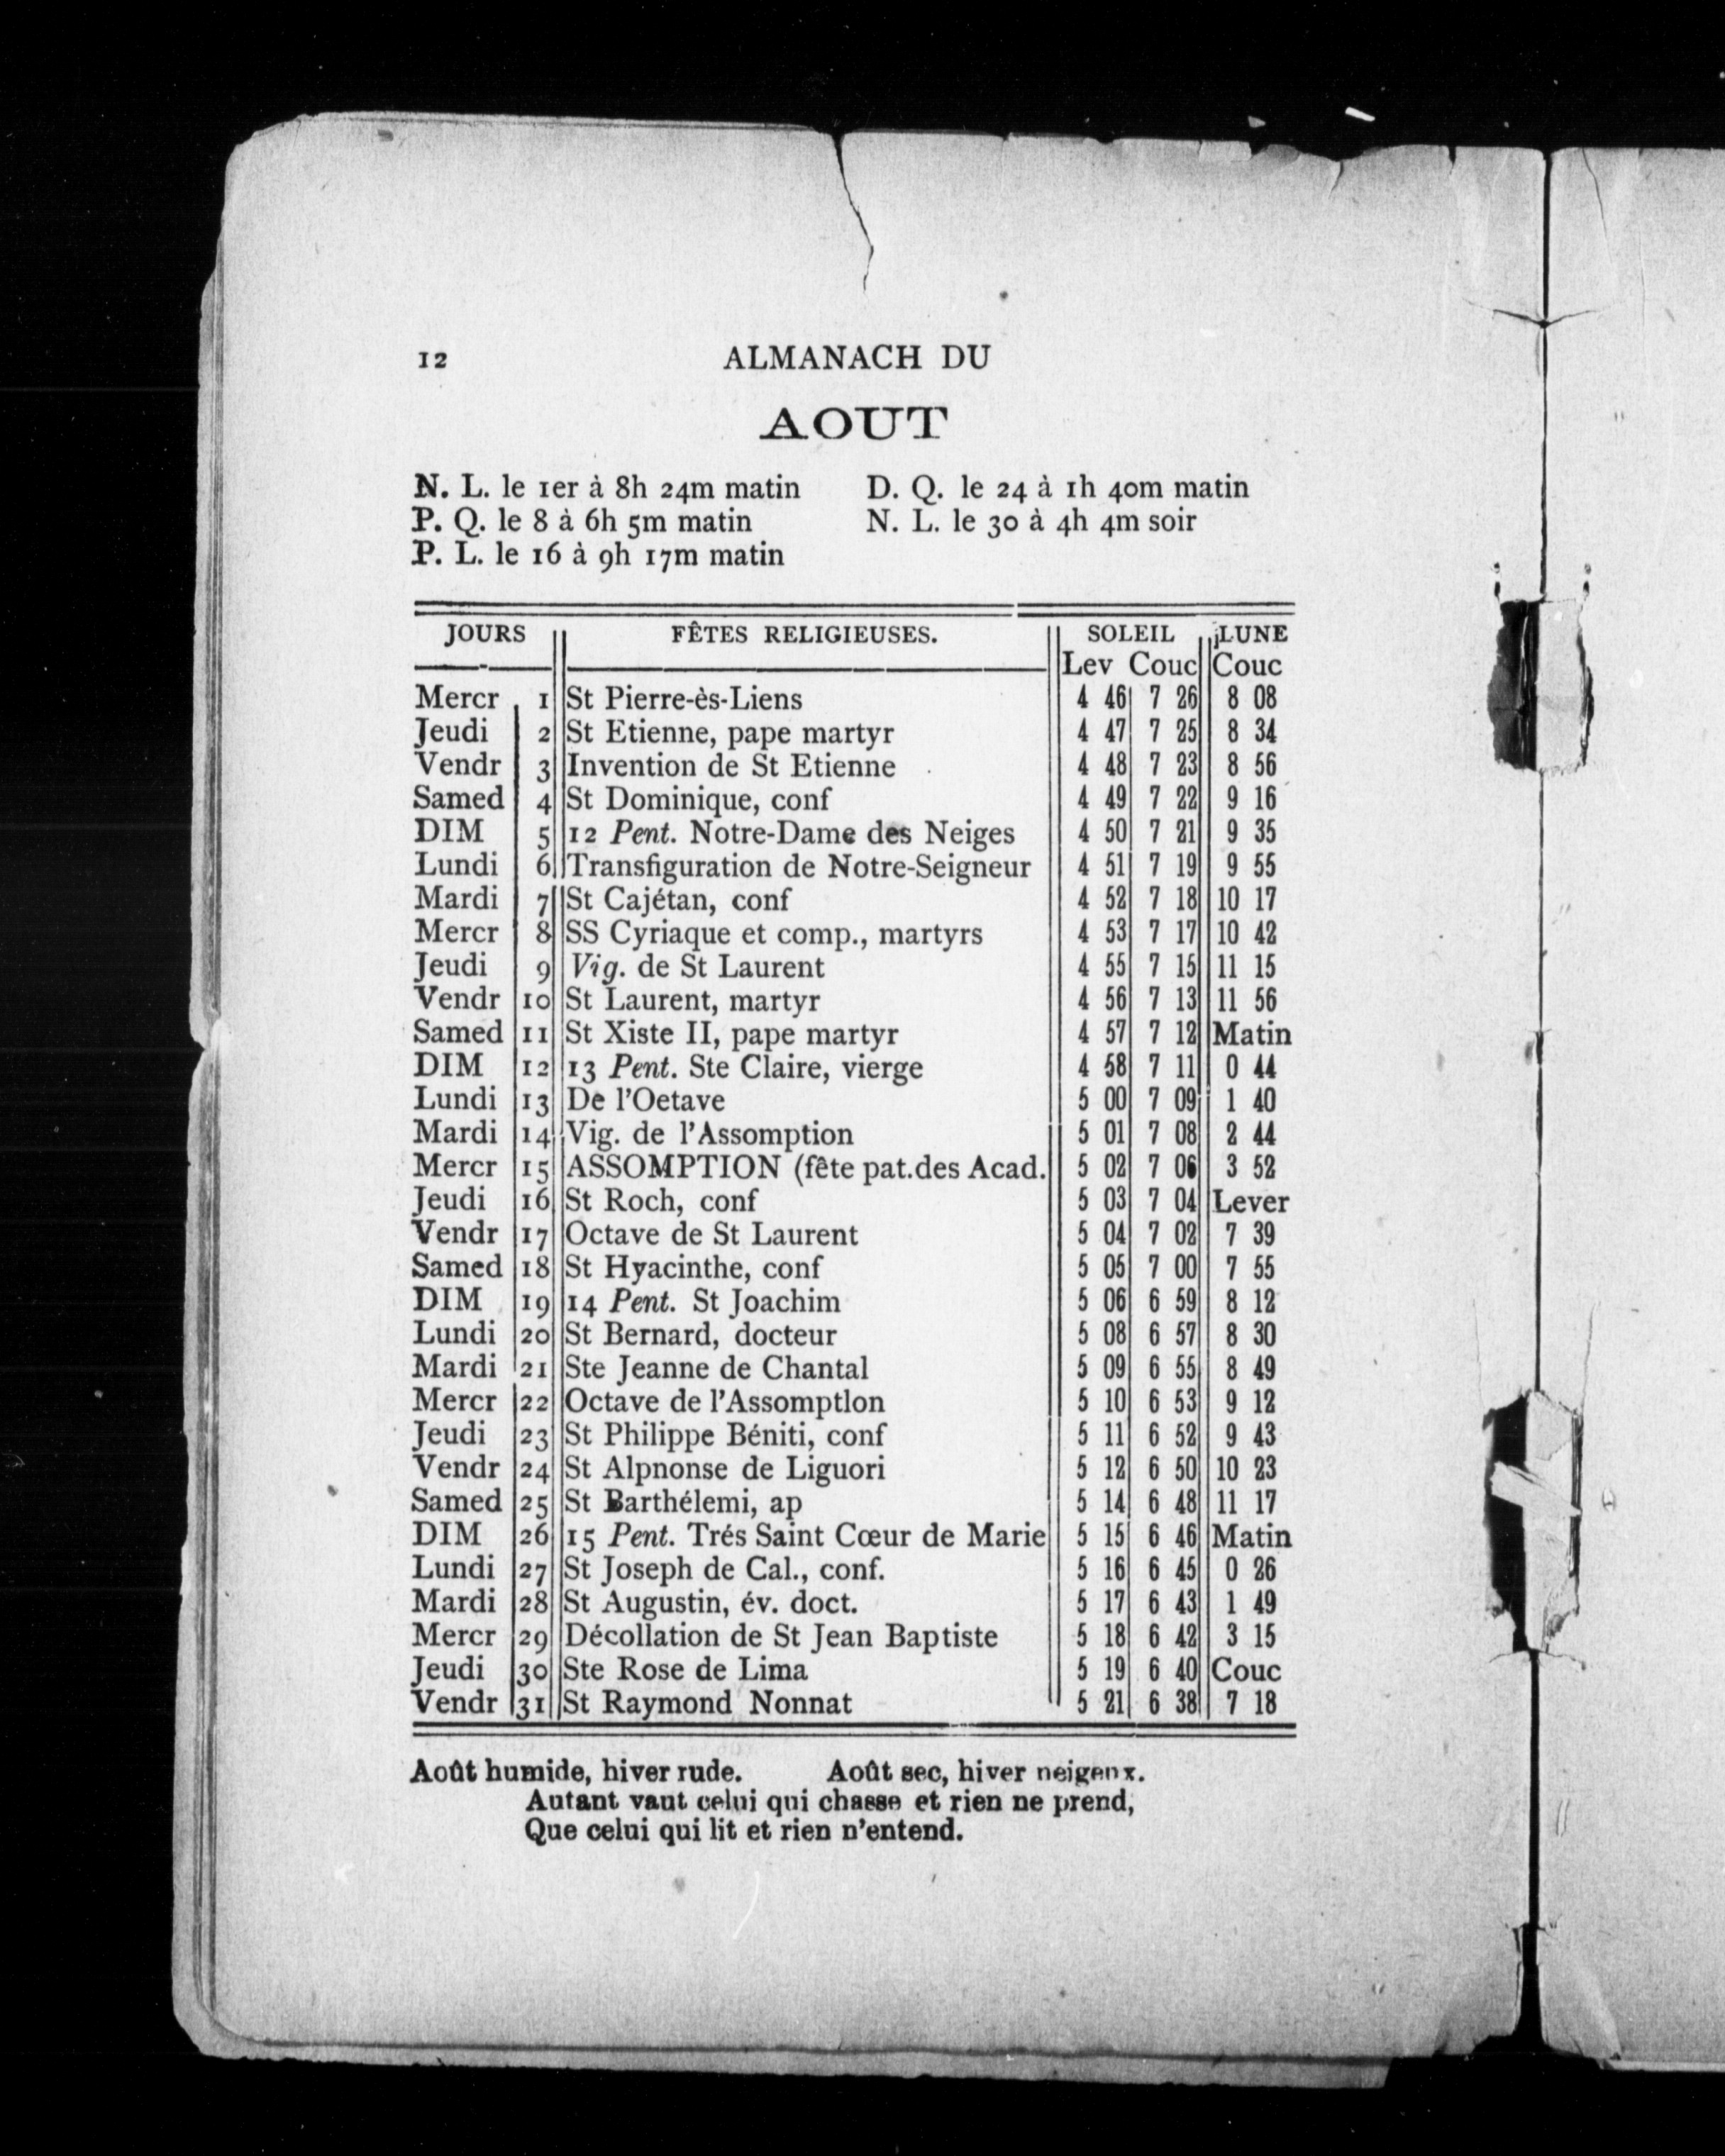 12 ALMANACH DU
AOUT
N. L. le 1er à 8h 24m matin D. Q. le 24 à 1h 40m matin
P. Q. le 8 à 6h 5m matin N. L. le 30 à 4h 4m soir
P. L. le 16 à 9h 17m matin
JOURS FÊTES RELIGIEUSES. SOLEIL LUNE
Lev Couc Couc
Mercr 1 St Pierre-ès-Liens 4 46 7 26 8 08
Jeudi 2 St Etienne, pape martyr 4 47 7 25 8 34
Vendr 3 Invention de St Etienne 4 48 7 23 8 56
Samed 4 St Dominique, conf 4 49 7 22 9 16
DIM 5 12 Pent. Notre-Dame des Neiges 4 50 7 21 9 35
Lundi 6 Transfiguration de Notre-Seigneur 4 51 7 19 9 55
Mardi 7 St Cajétan, conf 4 52 7 18 10 17
Mercr 8 SS Cyriaque et comp., martyrs 4 53 7 17 10 42
Jeudi 9 Vig. de St Laurent 4 55 7 15 11 15
Vendr 10 St Laurent, martyr 4 56 7 13 11 56
Samed 11 St Xiste II, pape martyr 4 57 7 12 Matin
DIM 12 13 Pent. Ste Claire, vierge 4 58 7 11 0 44
Lundi 13 De l'Oetave 5 00 7 09 1 40
Mardi 14 Vig. de l'Assomption 5 01 7 08 2 44
Mercr 15 ASSOMPTION (fête pat.des Acad. 5 02 7 06 3 52
Jeudi 16 St Roch, conf 5 03 7 04 Lever
Vendr 17 Octave de St Laurent 5 04 7 02 7 39
Samed 18 St Hyacinthe, conf 5 05 7 00 7 55
DIM 19 14 Pent. St Joachim 5 06 6 59 8 12
Lundi 20 St Bernard, docteur 5 08 6 57 8 30
Mardi 21 Ste Jeanne de Chantal 5 09 6 55 8 49
Mercr 22 Octave de l'Assomptlon 5 10 6 53 9 12
Jeudi 23 St Philippe Béniti, conf 5 11 6 52 9 43
Vendr 24 St Alpnonse de Liguori 5 12 6 50 10 23
Samed 25 St Barthélemi, ap 5 14 6 48 11 17
DIM 26 15 Pent. Trés Saint Cœur de Marie 5 15 6 46 Matin
Lundi 27 St Joseph de Cal., conf. 5 16 6 45 0 26
Mardi 28 St Augustin, év. doct. 5 17 6 43 1 49
Mercr 29 Décollation de St Jean Baptiste 5 18 6 42 3 15
Jeudi 30 Ste Rose de Lima 5 19 6 40 Couc
Vendr 31 St Raymond Nonnat 5 21 6 38 7 18
Août humide, hiver rude. Août sec, hiver neigeux.
Autant vaut celui qui chasse et rien ne prend,
Que celui qui lit et rien n'entend.